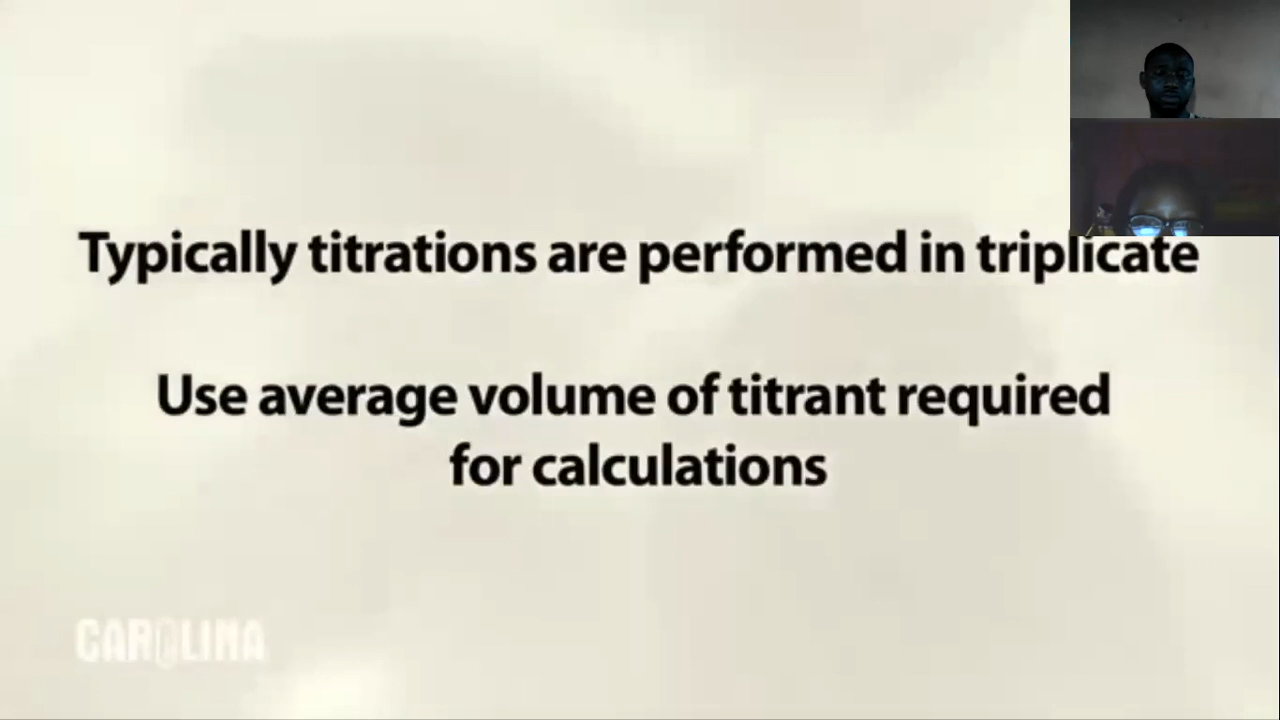 Typically titrations are performed in triplicate
Use average volume of titrant required
for calculations
CAROLINA